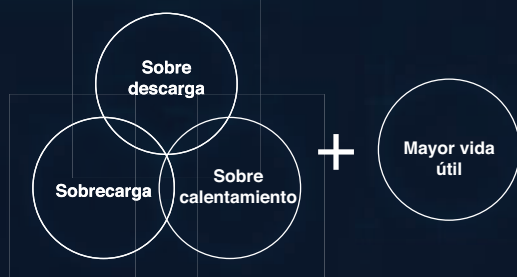 Sobre
descarga
Sobrecarga
Sobre
calentamiento
+
Mayor vida
útil